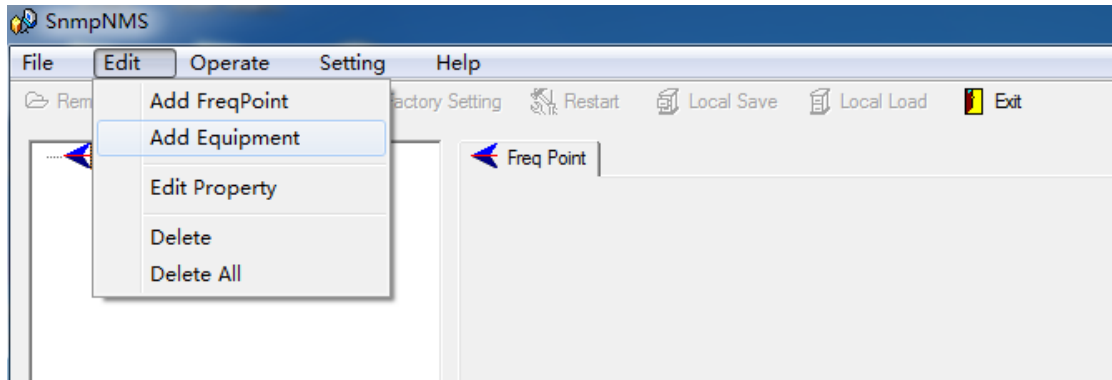 SnmpNMS
File Edit Operate Setting Help
Rem actory Setting Restart Local Save Local Load Exit
Add FreqPoint
Add Equipment
Freq Point
Edit Property
Delete
Delete All